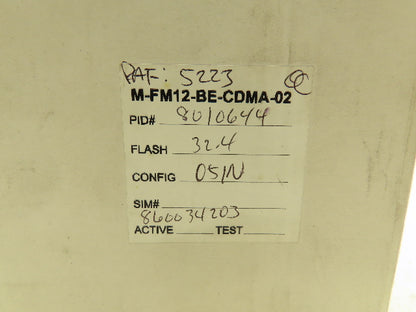 RAF: 5223
M-FM12-BE-CDMA-02
PID# 8010644
FLASH 32.4
CONFIG 05IN
SIM#
860034203
ACTIVE TEST